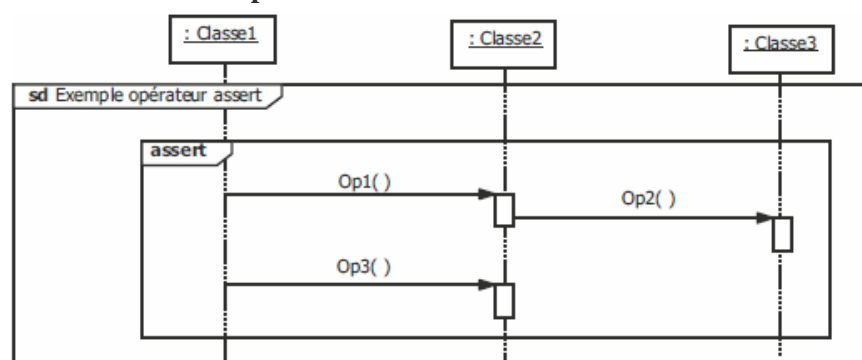 : Classe1
: Classe2
: Classe3
sd Exemple opérateur assert
assert
Op1( )
Op2( )
Op3( )